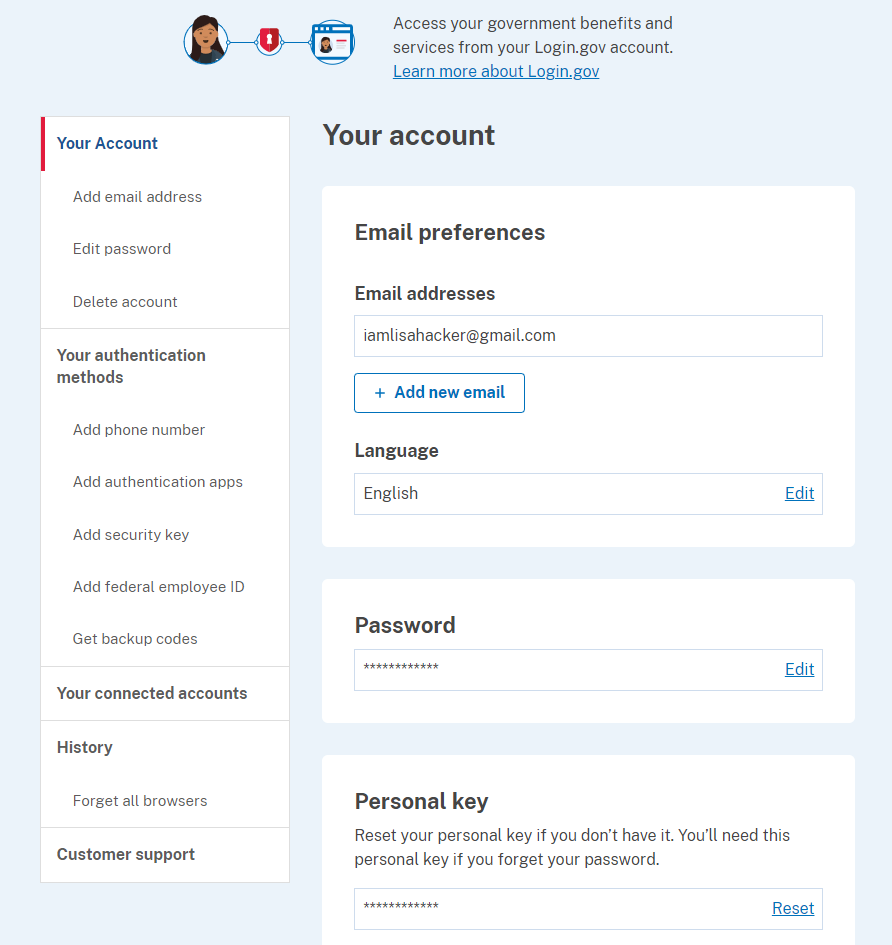 Access your government benefits and
services from your Login.gov account.
Learn more about Login.gov
Your Account
Add email address
Edit password
Delete account
Your authentication
methods
Add phone number
Add authentication apps
Add security key
Add federal employee ID
Get backup codes
Your connected accounts
History
Forget all browsers
Customer support
Your account
Email preferences
Email addresses
iamlisahacker@gmail.com
+ Add new email
Language
English Edit
Password
************ Edit
Personal key
Reset your personal key if you don’t have it. You’ll need this
personal key if you forget your password.
************ Reset